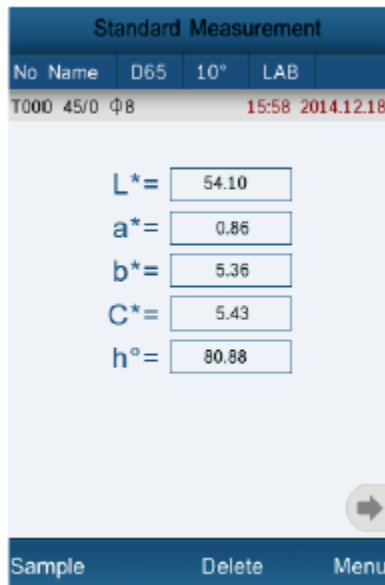 Standard Measurement
No Name D65 10° LAB
T000 45/0 Φ8 15:58 2014.12.18
L*= 54.10
a*= 0.86
b*= 5.36
C*= 5.43
h°= 80.88
Sample Delete Menu